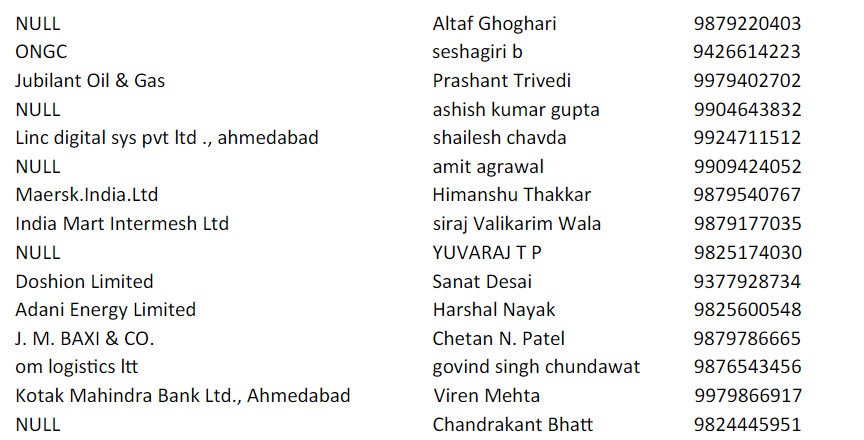 NULL Altaf Ghoghari 9879220403
ONGC seshagiri b 9426614223
Jubilant Oil & Gas Prashant Trivedi 9979402702
NULL ashish kumar gupta 9904643832
Linc digital sys pvt ltd ., ahmedabad shailesh chavda 9924711512
NULL amit agrawal 9909424052
Maersk.India.Ltd Himanshu Thakkar 9879540767
India Mart Intermesh Ltd siraj Valikarim Wala 9879177035
NULL YUVARAJ T P 9825174030
Doshion Limited Sanat Desai 9377928734
Adani Energy Limited Harshal Nayak 9825600548
J. M. BAXI & CO. Chetan N. Patel 9879786665
om logistics ltt govind singh chundawat 9876543456
Kotak Mahindra Bank Ltd., Ahmedabad Viren Mehta 9979866917
NULL Chandrakant Bhatt 9824445951